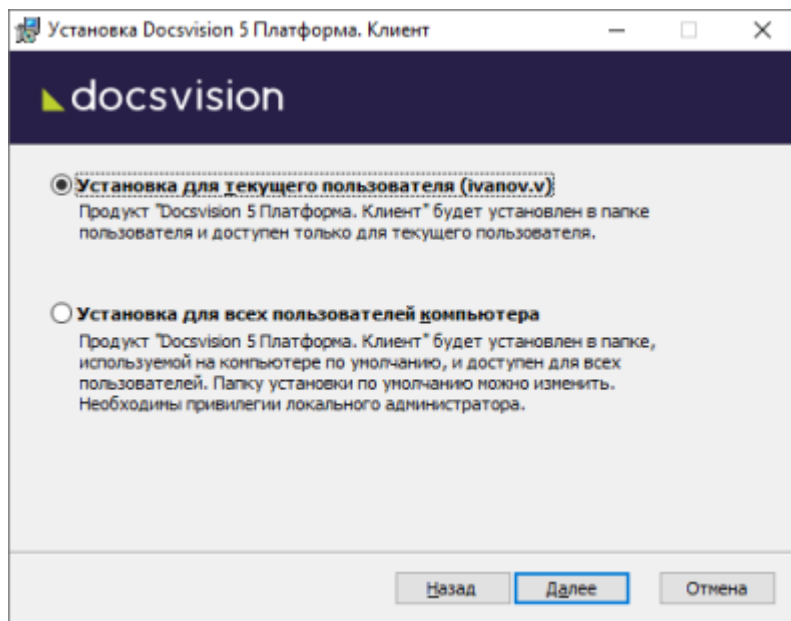 Установка Docsvision 5 Платформа. Клиент
docsvision
Установка для текущего пользователя (ivanov.v)
Продукт "Docsvision 5 Платформа. Клиент" будет установлен в папке
пользователя и доступен только для текущего пользователя.
Установка для всех пользователей компьютера
Продукт "Docsvision 5 Платформа. Клиент" будет установлен в папке,
используемой на компьютере по умолчанию, и доступен для всех
пользователей. Папку установки по умолчанию можно изменить.
Необходимы привилегии локального администратора.
Назад
Далее
Отмена